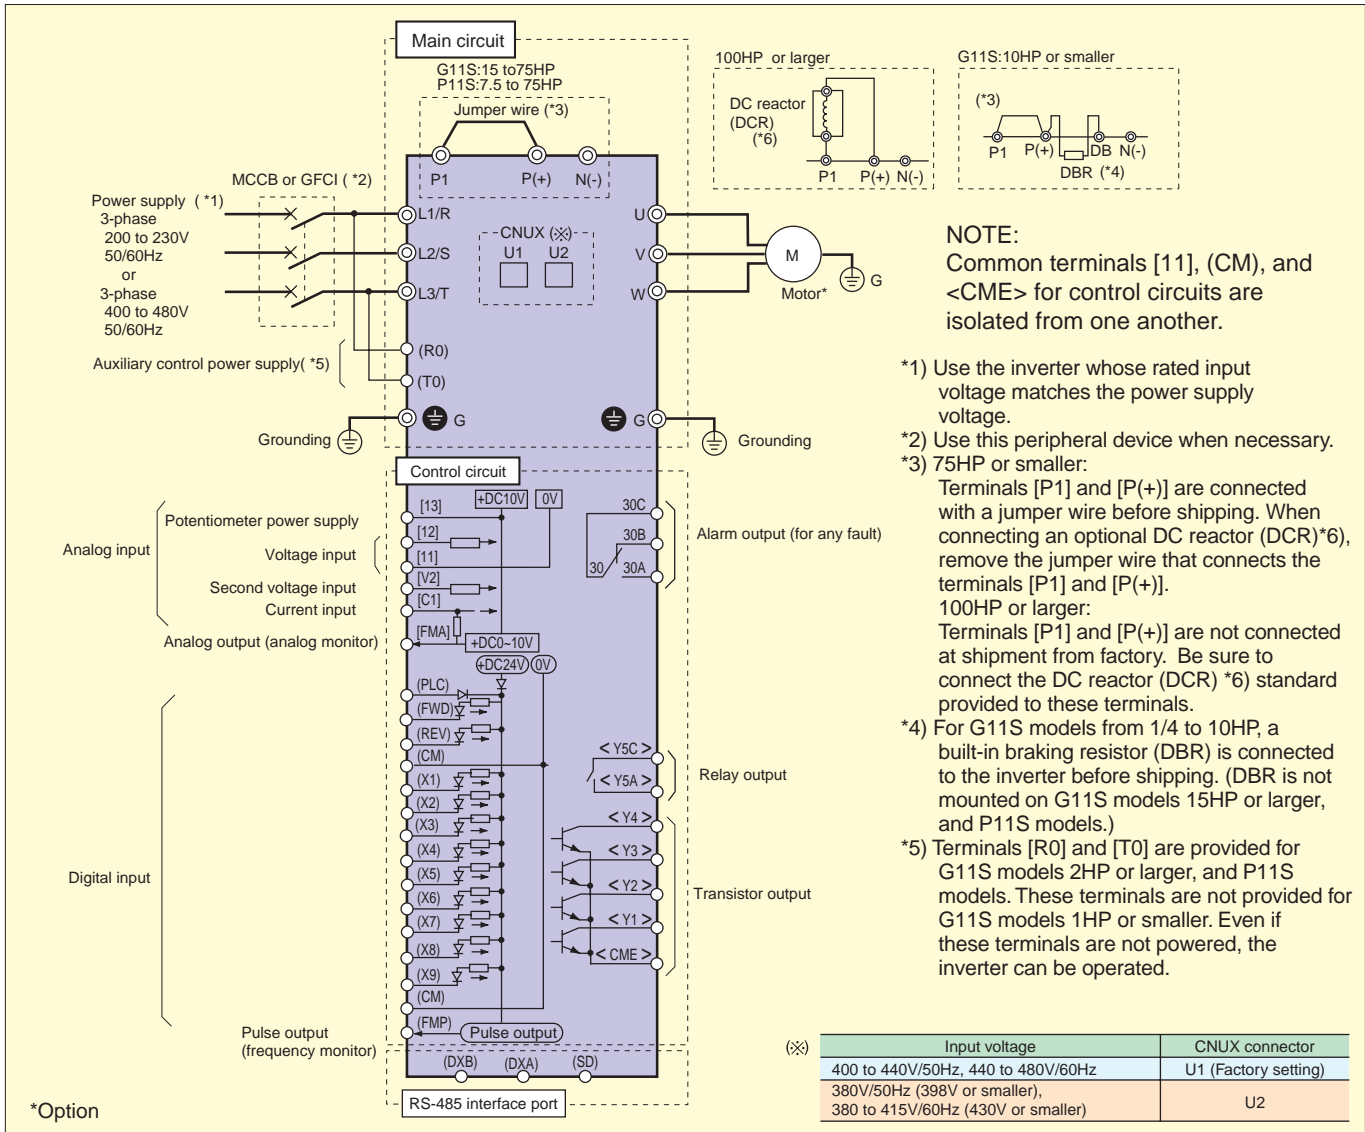 Main circuit
G11S:15 to75HP
P11S:7.5 to 75HP
Jumper wire (*3)
P1
P(+)
N(-)
100HP or larger
DC reactor
(DCR)
(*6)
P1
P(+)
N(-)
G11S:10HP or smaller
(*3)
P1
P(+)
DB
N(-)
DBR (*4)
MCCB or GFCI ( *2)
Power supply ( *1)
3-phase
200 to 230V
50/60Hz
or
3-phase
400 to 480V
50/60Hz
L1/R
L2/S
L3/T
CNUX (※)
U1
U2
U
V
W
M
Motor*
G
Auxiliary control power supply( *5)
(R0)
(T0)
G
G
Grounding
Grounding
NOTE:
Common terminals [11], (CM), and
<CME> for control circuits are
isolated from one another.
*1) Use the inverter whose rated input
voltage matches the power supply
voltage.
*2) Use this peripheral device when necessary.
*3) 75HP or smaller:
Terminals [P1] and [P(+)] are connected
with a jumper wire before shipping. When
connecting an optional DC reactor (DCR)*6),
remove the jumper wire that connects the
terminals [P1] and [P(+)].
100HP or larger:
Terminals [P1] and [P(+)] are not connected
at shipment from factory. Be sure to
connect the DC reactor (DCR) *6) standard
provided to these terminals.
*4) For G11S models from 1/4 to 10HP, a
built-in braking resistor (DBR) is connected
to the inverter before shipping. (DBR is not
mounted on G11S models 15HP or larger,
and P11S models.)
*5) Terminals [R0] and [T0] are provided for
G11S models 2HP or larger, and P11S
models. These terminals are not provided for
G11S models 1HP or smaller. Even if
these terminals are not powered, the
inverter can be operated.
Control circuit
Analog input
Potentiometer power supply
Voltage input
Second voltage input
Current input
Analog output (analog monitor)
[13]
[12]
[11]
[V2]
[C1]
[FMA]
+DC10V
0V
+DC0~10V
+DC24V
0V
30C
30B
30
30A
Alarm output (for any fault)
Digital input
(PLC)
(FWD)
(REV)
(CM)
(X1)
(X2)
(X3)
(X4)
(X5)
(X6)
(X7)
(X8)
(X9)
(CM)
(FMP)
Pulse output
Pulse output
(frequency monitor)
< Y5C >
< Y5A >
Relay output
< Y4 >
< Y3 >
< Y2 >
< Y1 >
< CME >
Transistor output
(DXB)
(DXA)
(SD)
RS-485 interface port
*Option
(※)
Input voltage
CNUX connector
400 to 440V/50Hz, 440 to 480V/60Hz
U1 (Factory setting)
380V/50Hz (398V or smaller),
380 to 415V/60Hz (430V or smaller)
U2